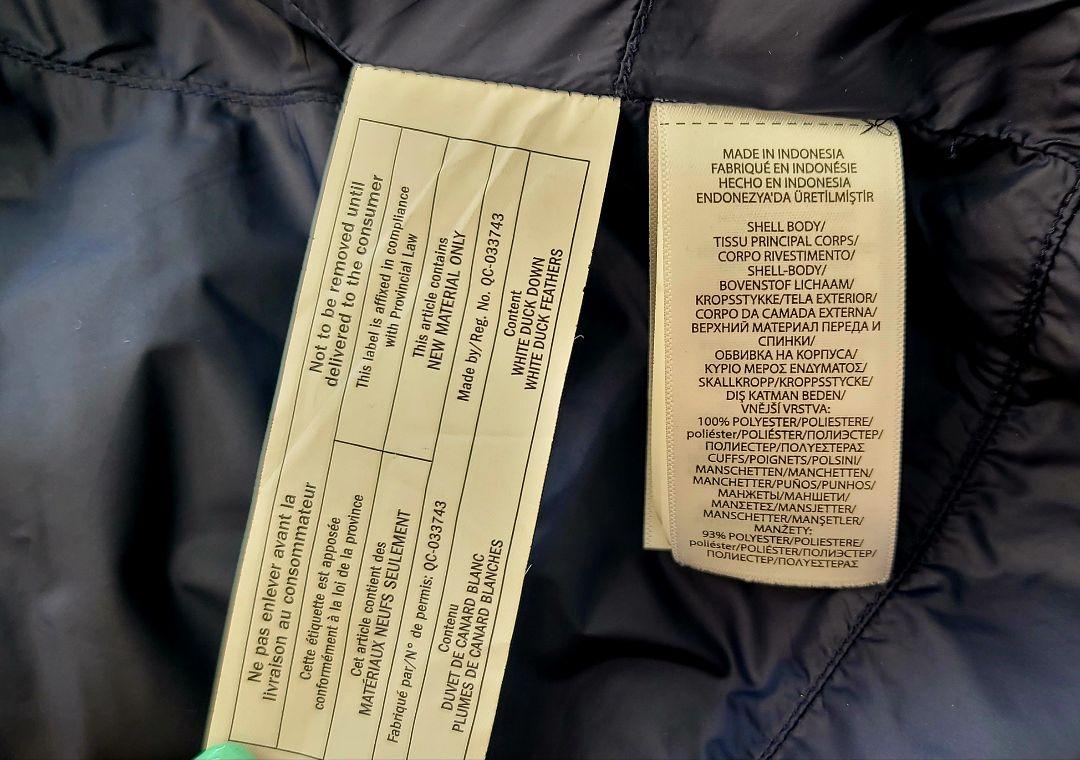 Not to be removed until
delivered to the consumer
This label is affixed in compliance
with Provincial Law
This article contains
NEW MATERIAL ONLY
Made by/Reg. No. QC-033743
Content
WHITE DUCK DOWN
WHITE DUCK FEATHERS
Ne pas enlever avant la
livraison au consommateur
Cette étiquette est apposée
conformément à la loi de la province
Cet article contient des
MATÉRIAUX NEUFS SEULEMENT
Fabriqué par/N° de permis: QC-033743
Contenu
DUVET DE CANARD BLANC
PLUMES DE CANARD BLANCHES
MADE IN INDONESIA
FABRIQUÉ EN INDONÉSIE
HECHO EN INDONESIA
ENDONEZYA'DA ÜRETİLMİŞTİR
SHELL BODY/
TISSU PRINCIPAL CORPS/
CORPO RIVESTIMENTO/
SHELL-BODY/
BOVENSTOF LICHAAM/
KROPSSTYKKE/TELA EXTERIOR/
CORPO DA CAMADA EXTERNA/
ВЕРХНИЙ МАТЕРИАЛ ПЕРЕДА И
СПИНКИ/
ОБВИВКА НА КОРПУСА/
ΚΥΡΙΟ ΜΕΡΟΣ ΕΝΔΥΜΑΤΟΣ/
SKALLKROPP/KROPPSSTYCKE/
DIŞ KATMAN BEDEN/
VNĚJŠÍ VRSTVA:
100% POLYESTER/POLIESTERE/
poliéster/POLIÉSTER/ПОЛИЭСТЕР/
ПОЛИЕСТЕР/ΠΟΛΥΕΣΤΕΡΑΣ
CUFFS/POIGNETS/POLSINI/
MANSCHETTEN/MANCHETTEN/
MANCHETTER/PUÑOS/PUNHOS/
МАНЖЕТЫ/МАНШЕТИ/
ΜΑΝΣΕΤΕΣ/MANSJETTER/
MANSCHETTER/MANŞETLER/
MANŽETY:
93% POLYESTER/POLIESTERE/
poliéster/POLIÉSTER/ПОЛИЭСТЕР/
ПОЛИЕСТЕР/ΠΟΛΥΕΣΤΕΡΑΣ